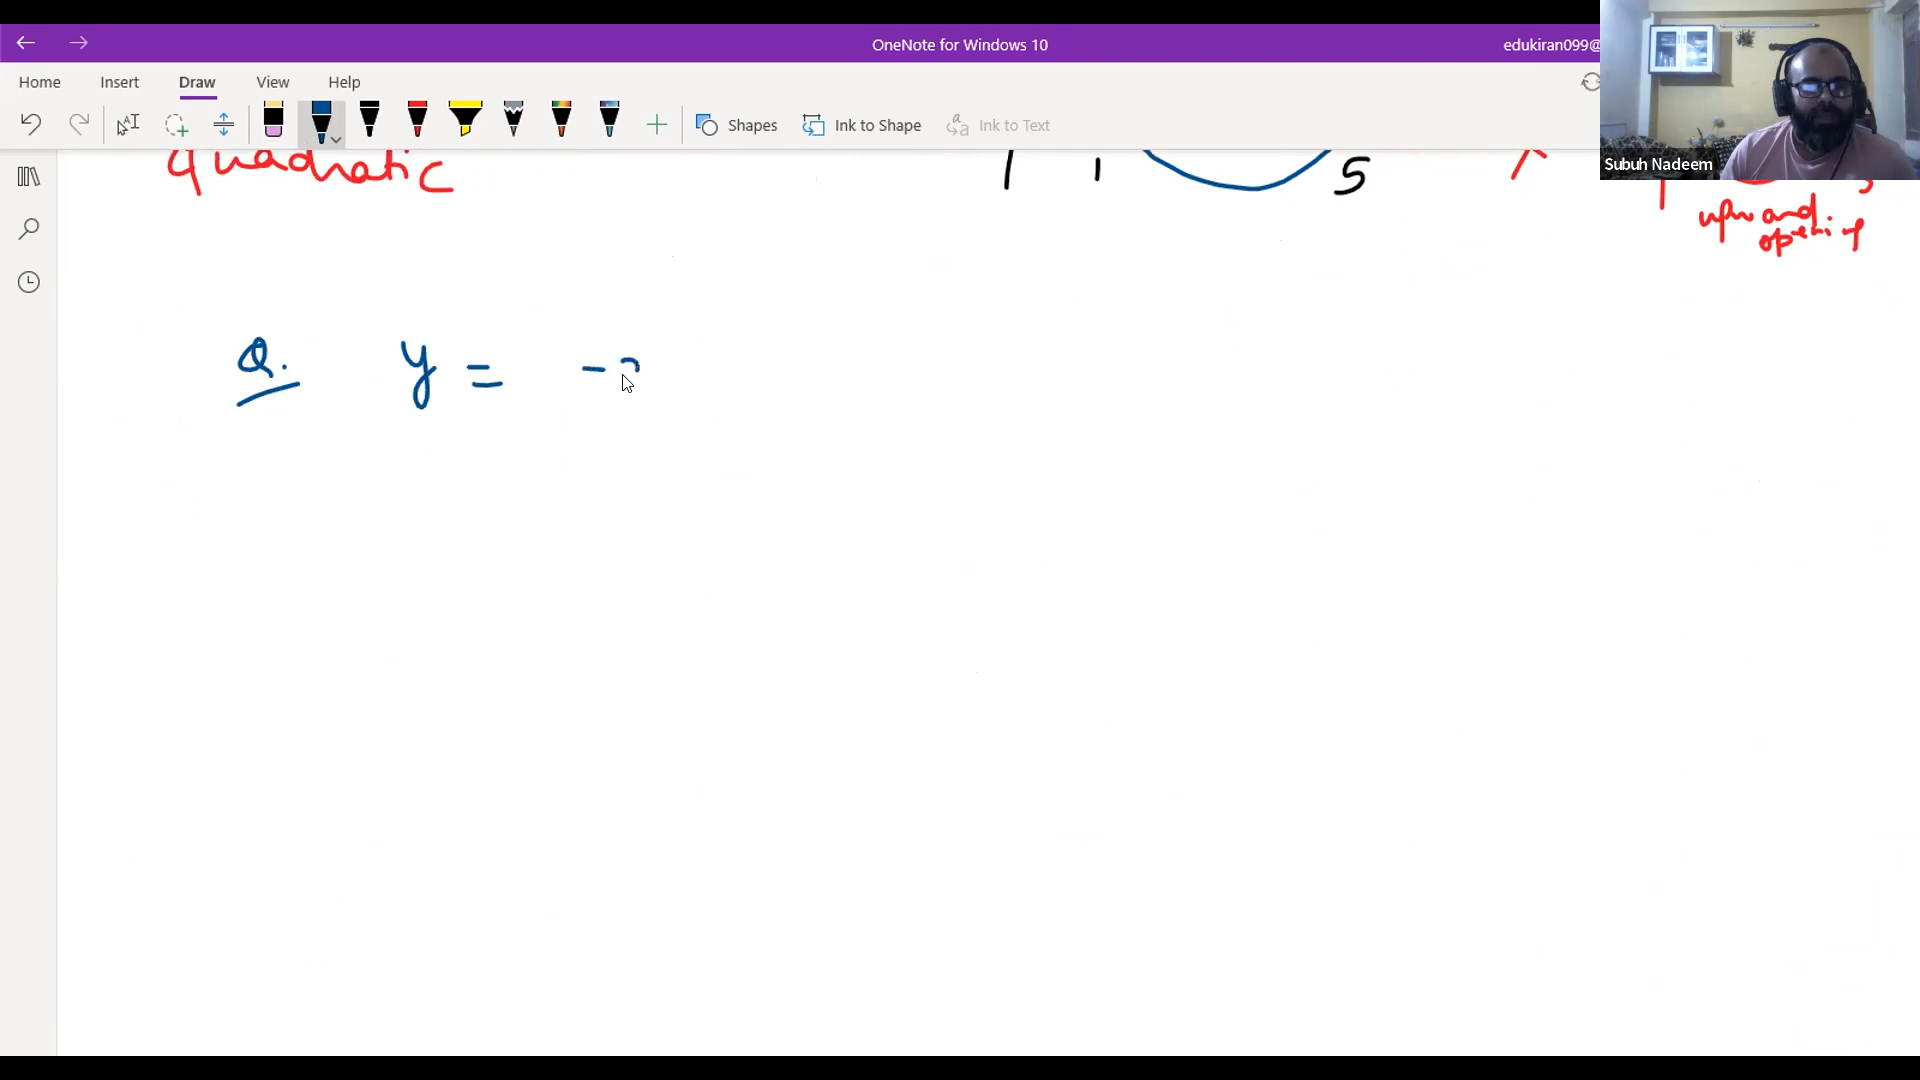 OneNote for Windows 10
edukiran099@
Home Insert Draw View Help
Shapes Ink to Shape Ink to Text
Subuh Nadeem
quadratic
1 5
upward
opening
Q. y = -